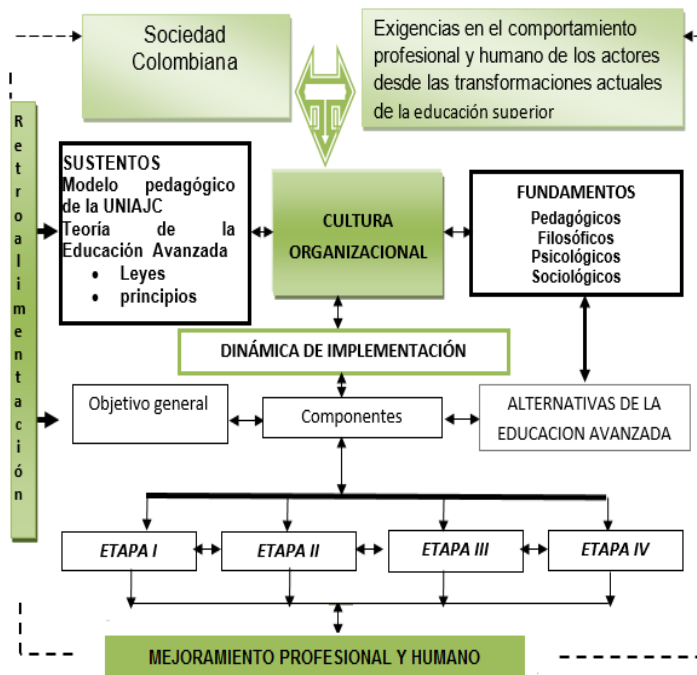 Sociedad
Colombiana
Exigencias en el comportamiento
profesional y humano de los actores
desde las transformaciones actuales
de la educación superior
Retroalimentación
SUSTENTOS
Modelo pedagógico
de la UNIAJC
Teoría de la
Educación Avanzada
• Leyes
• principios
CULTURA
ORGANIZACIONAL
FUNDAMENTOS
Pedagógicos
Filosóficos
Psicológicos
Sociológicos
DINÁMICA DE IMPLEMENTACIÓN
Objetivo general
Componentes
ALTERNATIVAS DE LA
EDUCACION AVANZADA
ETAPA I
ETAPA II
ETAPA III
ETAPA IV
MEJORAMIENTO PROFESIONAL Y HUMANO